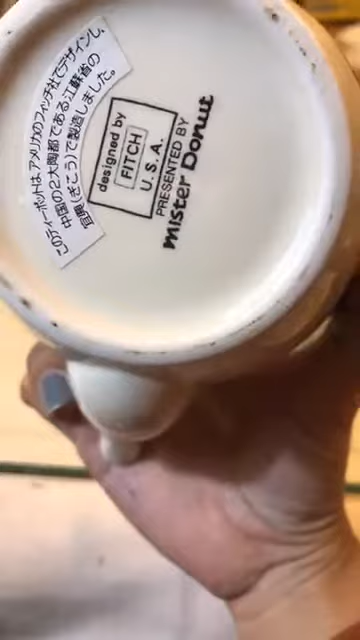 このティーポットは、アメリカのフィッチ社でデザインし、
中国の2大陶都である江蘇省の
宜興(ぎこう)で製造しました。
designed by
FITCH
U.S.A.
PRESENTED BY
mister Donut